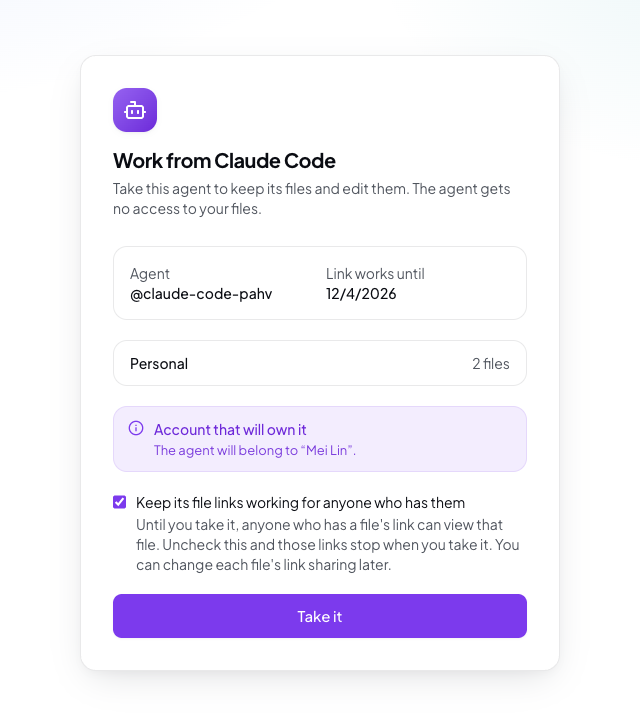 Work from Claude Code
Take this agent to keep its files and edit them. The agent gets
no access to your files.
Agent
@claude-code-pahv
Link works until
12/4/2026
Personal
2 files
Account that will own it
The agent will belong to “Mei Lin”.
Keep its file links working for anyone who has them
Until you take it, anyone who has a file's link can view that
file. Uncheck this and those links stop when you take it. You
can change each file's link sharing later.
Take it